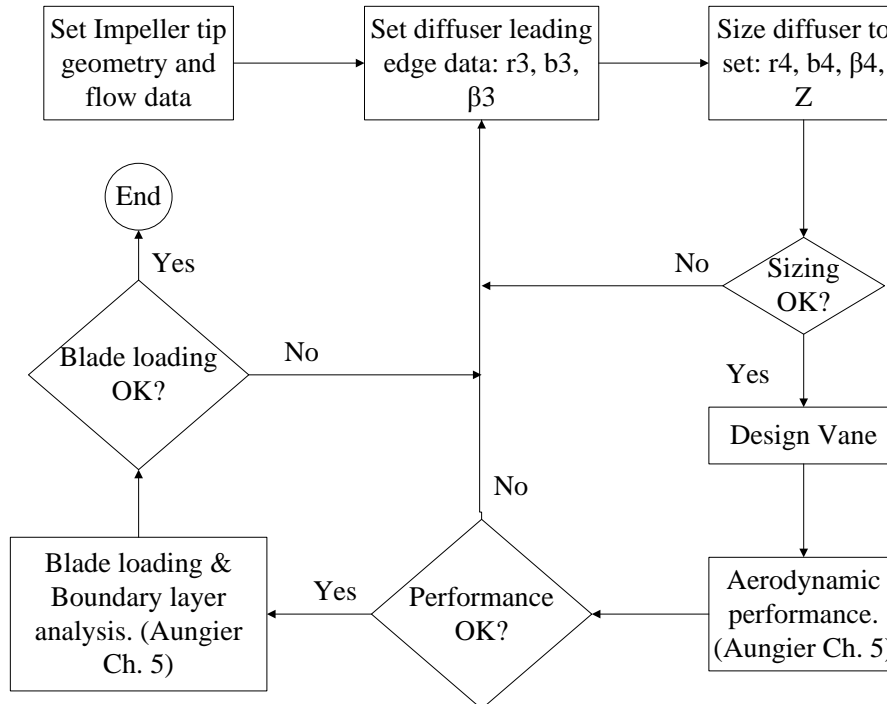 Set Impeller tip
geometry and
flow data
Set diffuser leading
edge data: r3, b3,
β3
Size diffuser to
set: r4, b4, β4,
Z
End
Yes
No
Sizing
OK?
Blade loading
OK?
No
Yes
Design Vane
No
Blade loading &
Boundary layer
analysis. (Aungier
Ch. 5)
Yes
Performance
OK?
Aerodynamic
performance.
(Aungier Ch. 5)